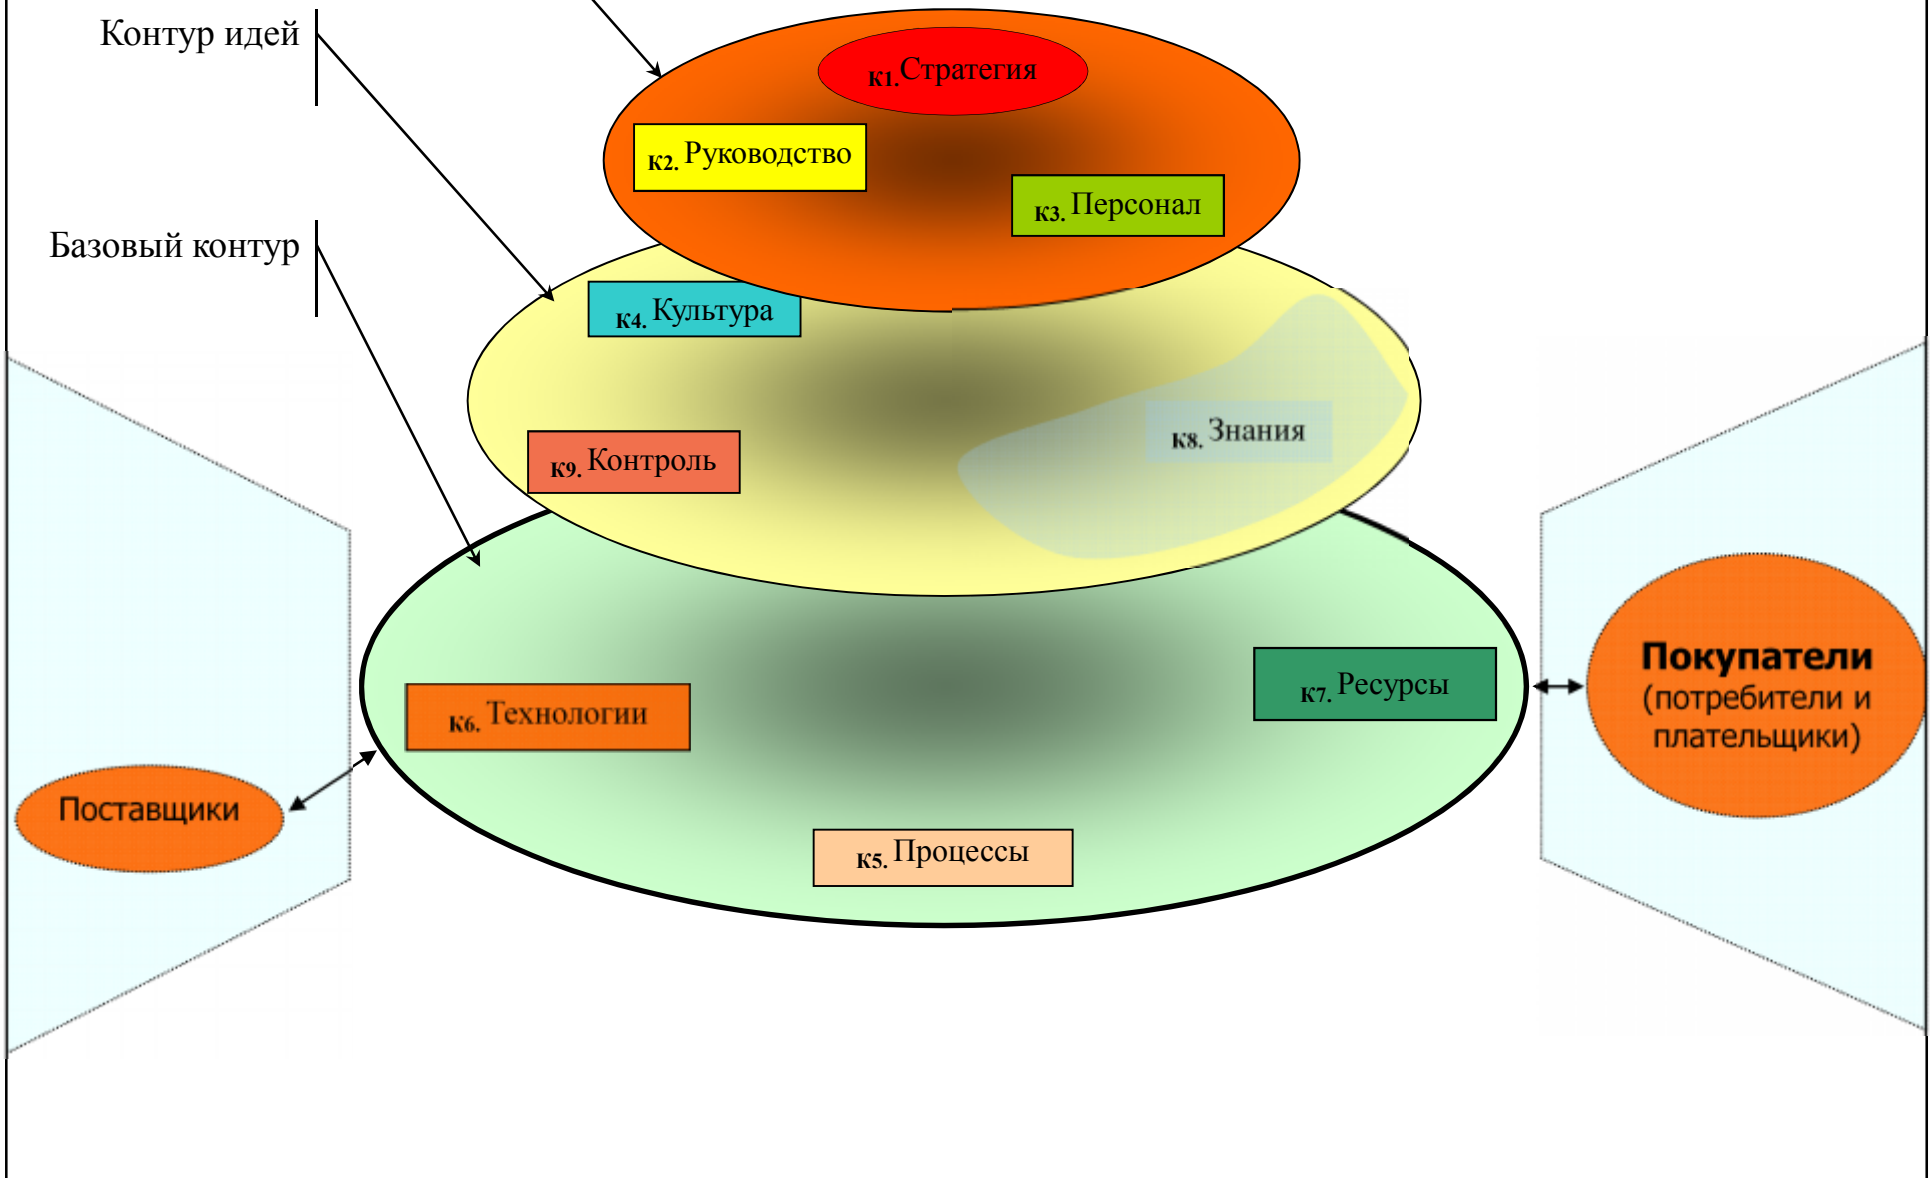 Контур идей
К1. Стратегия
К2. Руководство
К3. Персонал
Базовый контур
К4. Культура
К8. Знания
К9. Контроль
К7. Ресурсы
К6. Технологии
Покупатели
(потребители и
плательщики)
Поставщики
К5. Процессы